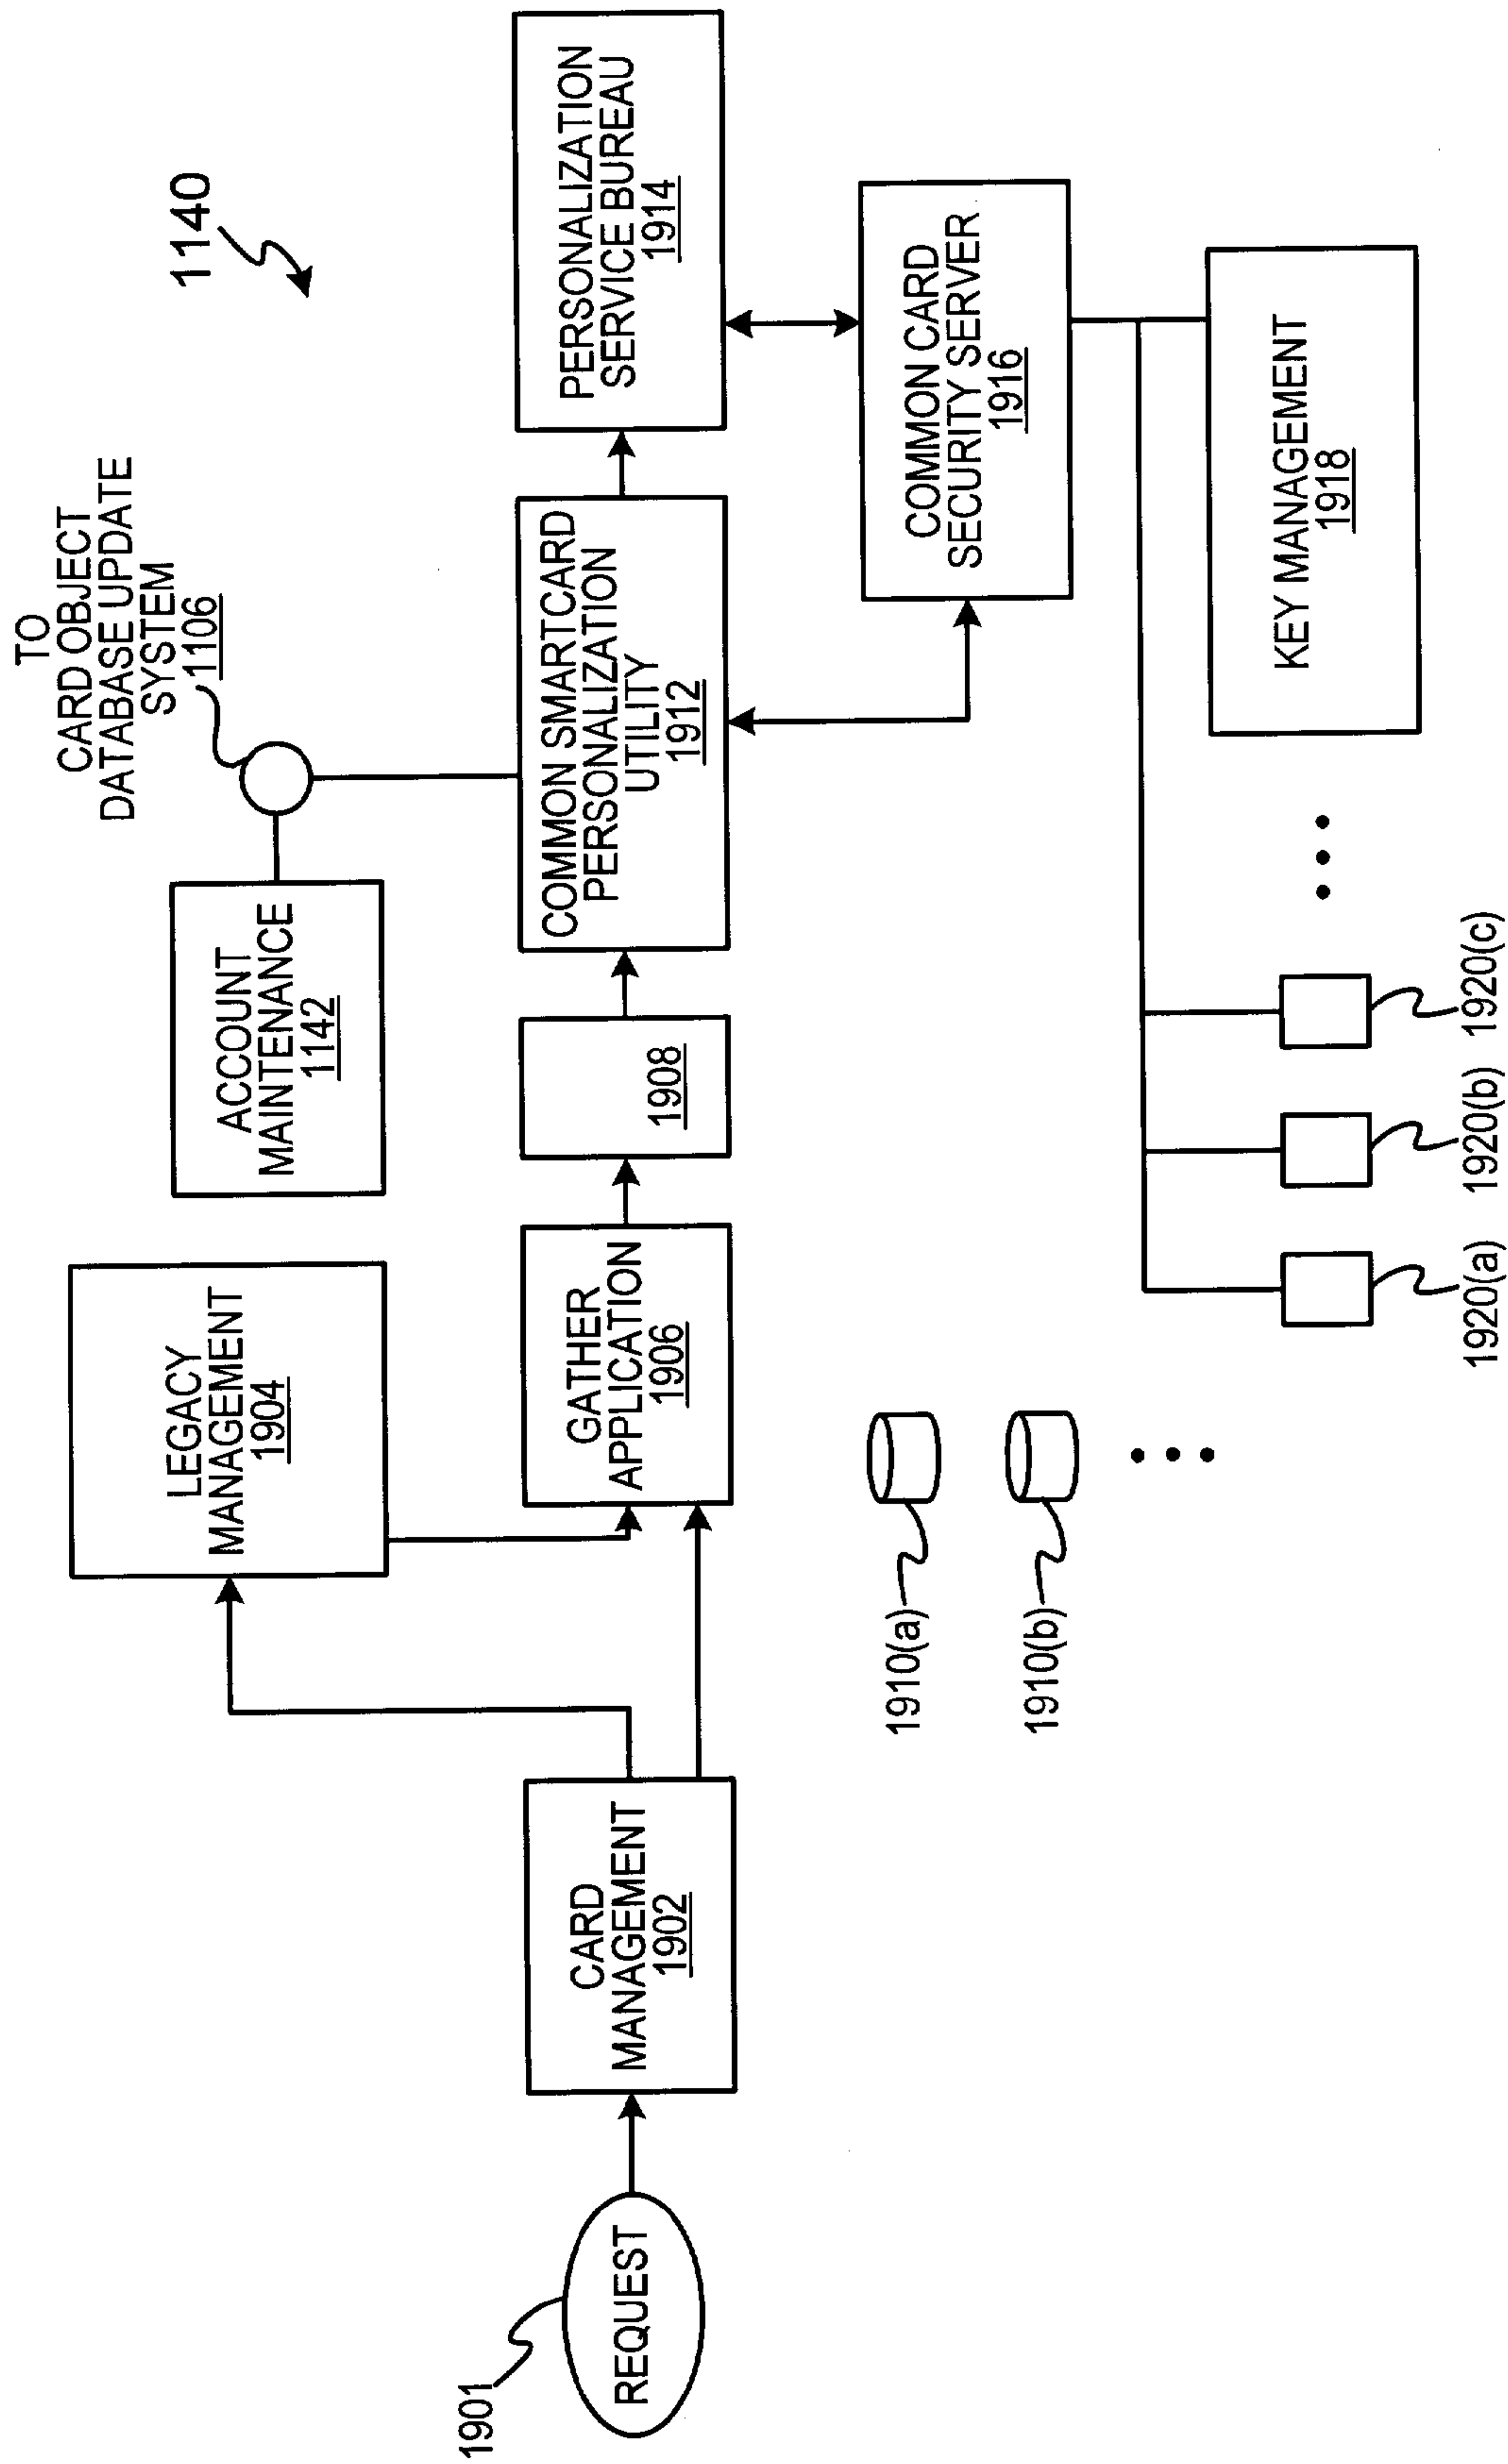 1140
TO
CARD OBJECT
DATABASE UPDATE
SYSTEM
1106
ACCOUNT
MAINTENANCE
1142
LEGACY
MANAGEMENT
1904
1901
REQUEST
CARD
MANAGEMENT
1902
GATHER
APPLICATION
1906
1908
COMMON SMARTCARD
PERSONALIZATION
UTILITY
1912
PERSONALIZATION
SERVICE BUREAU
1914
1910(a)
1910(b)
COMMON CARD
SECURITY SERVER
1916
KEY MANAGEMENT
1918
1920(a)
1920(b)
1920(c)